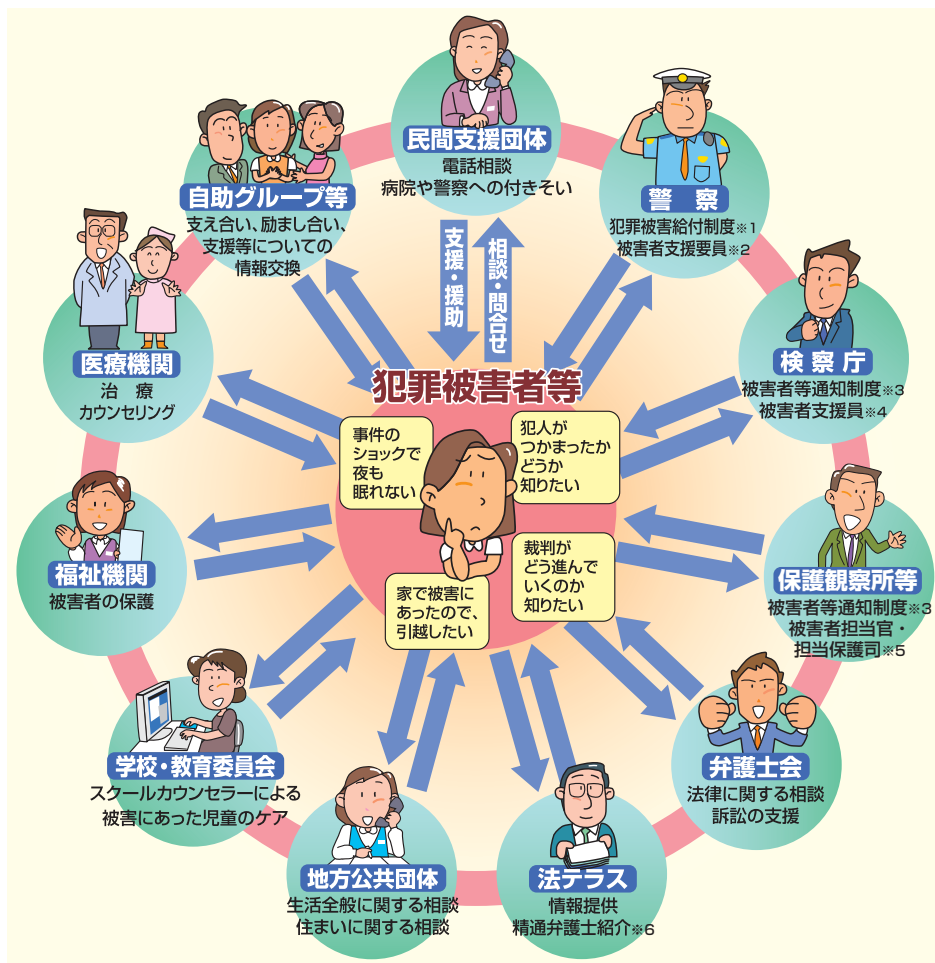 民間支援団体
電話相談
病院や警察への付きそい
警　察
犯罪被害給付制度※1
被害者支援要員※2
検察庁
被害者等通知制度※3
被害者支援員※4
保護観察所等
被害者等通知制度※3
被害者担当官・
担当保護司※5
弁護士会
法律に関する相談
訴訟の支援
法テラス
情報提供
精通弁護士紹介※6
地方公共団体
生活全般に関する相談
住まいに関する相談
学校・教育委員会
スクールカウンセラーによる
被害にあった児童のケア
福祉機関
被害者の保護
医療機関
治　療
カウンセリング
自助グループ等
支え合い、励まし合い、
支援等についての
情報交換
支援・援助
相談・問合せ
犯罪被害者等
事件の
ショックで
夜も
眠れない
犯人が
つかまったか
どうか
知りたい
家で被害に
あったので、
引越したい
裁判が
どう進んで
いくのか
知りたい